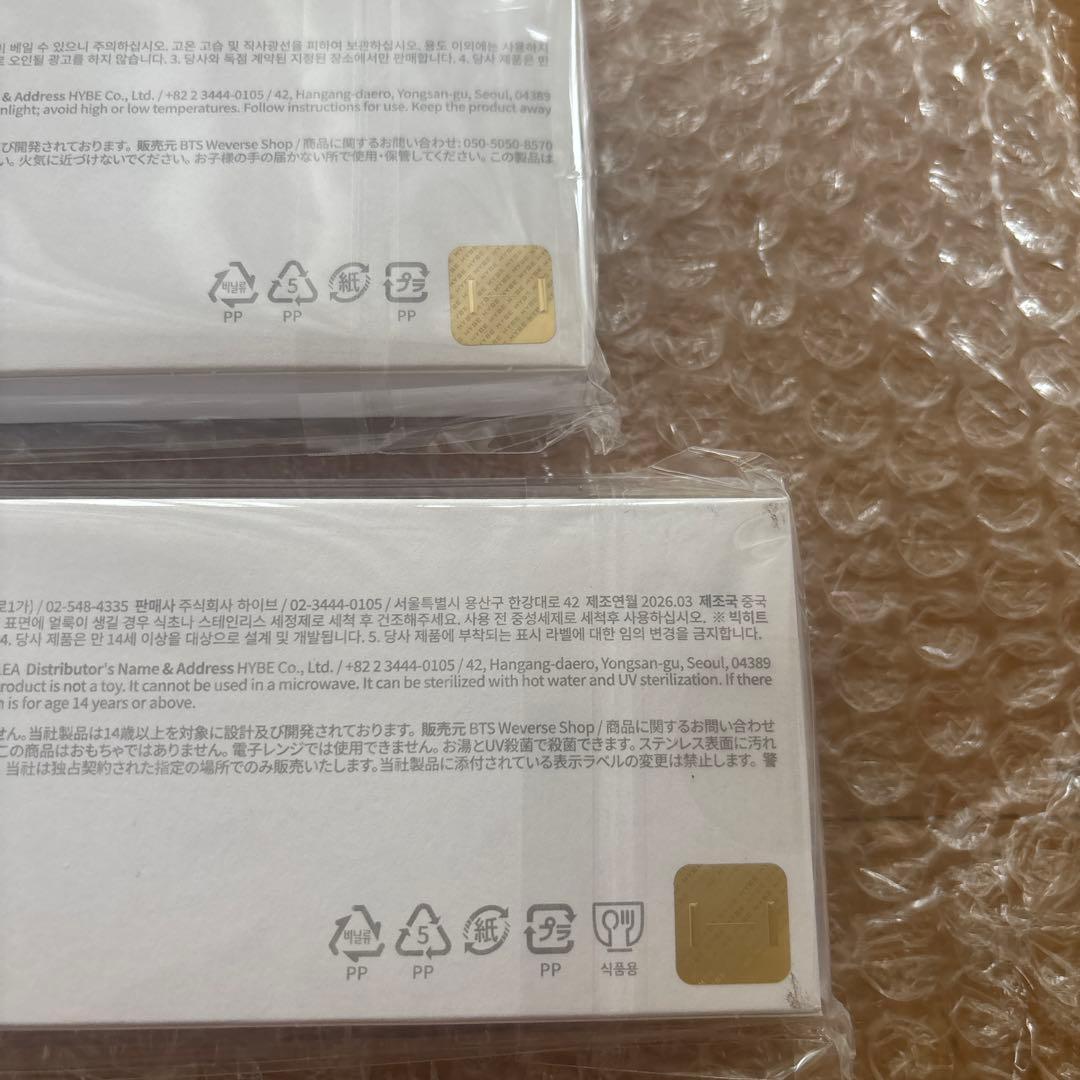 베일 수 있으니 주의하십시오. 고온 고습 및 직사광선을 피하여 보관하십시오. 용도 이외에는 사용하지
오인될 광고를 하지 않습니다. 3. 당사와 독점 계약된 지정된 장소에서만 판매합니다. 4. 당사 제품은 만
& Address HYBE Co., Ltd. / +82 2 3444-0105 / 42, Hangang-daero, Yongsan-gu, Seoul, 04389
nlight; avoid high or low temperatures. Follow instructions for use. Keep the product away
び開発されております。販売元 BTS Weverse Shop / 商品に関するお問い合わせ: 050-5050-8570
い。火気に近づけないでください。お子様の手の届かない所で使用・保管してください。この製品は
비닐류 5 紙 プラ
PP PP PP
HYBE HYBE HYBE
로1가) / 02-548-4335 판매사 주식회사 하이브 / 02-3444-0105 / 서울특별시 용산구 한강대로 42 제조연월 2026.03 제조국 중국
표면에 얼룩이 생길 경우 식초나 스테인리스 세정제로 세척 후 건조해주세요. 사용 전 중성세제로 세척후 사용하십시오. ※ 빅히트
4. 당사 제품은 만 14세 이상을 대상으로 설계 및 개발됩니다. 5. 당사 제품에 부착되는 표시 라벨에 대한 임의 변경을 금지합니다.
EA Distributor's Name & Address HYBE Co., Ltd. / +82 2 3444-0105 / 42, Hangang-daero, Yongsan-gu, Seoul, 04389
roduct is not a toy. It cannot be used in a microwave. It can be sterilized with hot water and UV sterilization. If there
n is for age 14 years or above.
せん。当社製品は14歳以上を対象に設計及び開発されております。販売元 BTS Weverse Shop / 商品に関するお問い合わせ
この商品はおもちゃではありません。電子レンジでは使用できません。お湯とUV殺菌で殺菌できます。ステンレス表面に汚れ
当社は独占契約された指定の場所でのみ販売いたします。当社製品に添付されている表示ラベルの変更は禁止します。警
비닐류 5 紙 プラ
PP PP PP 식품용